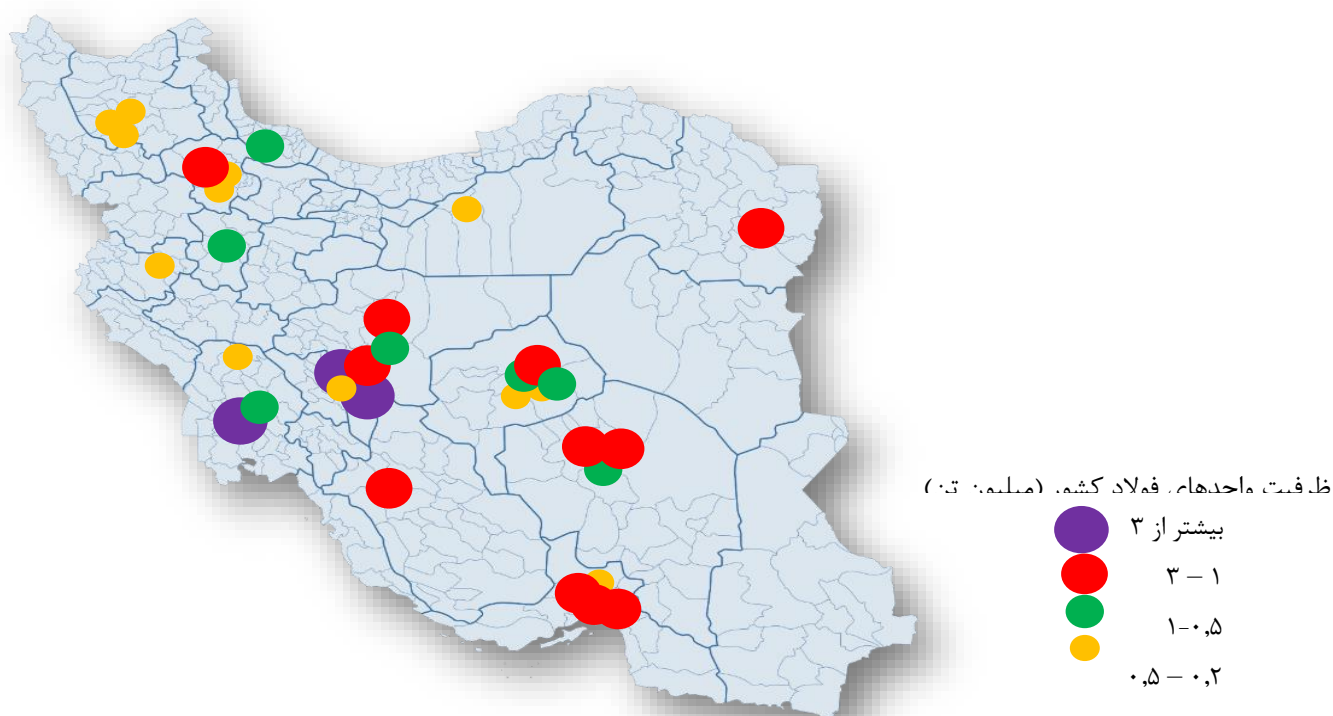 ظرفیت واحدهای فولاد کشور (میلیون تن)
بیشتر از ۳
۱ – ۳
۰,۵-۱
۰,۲ – ۰,۵